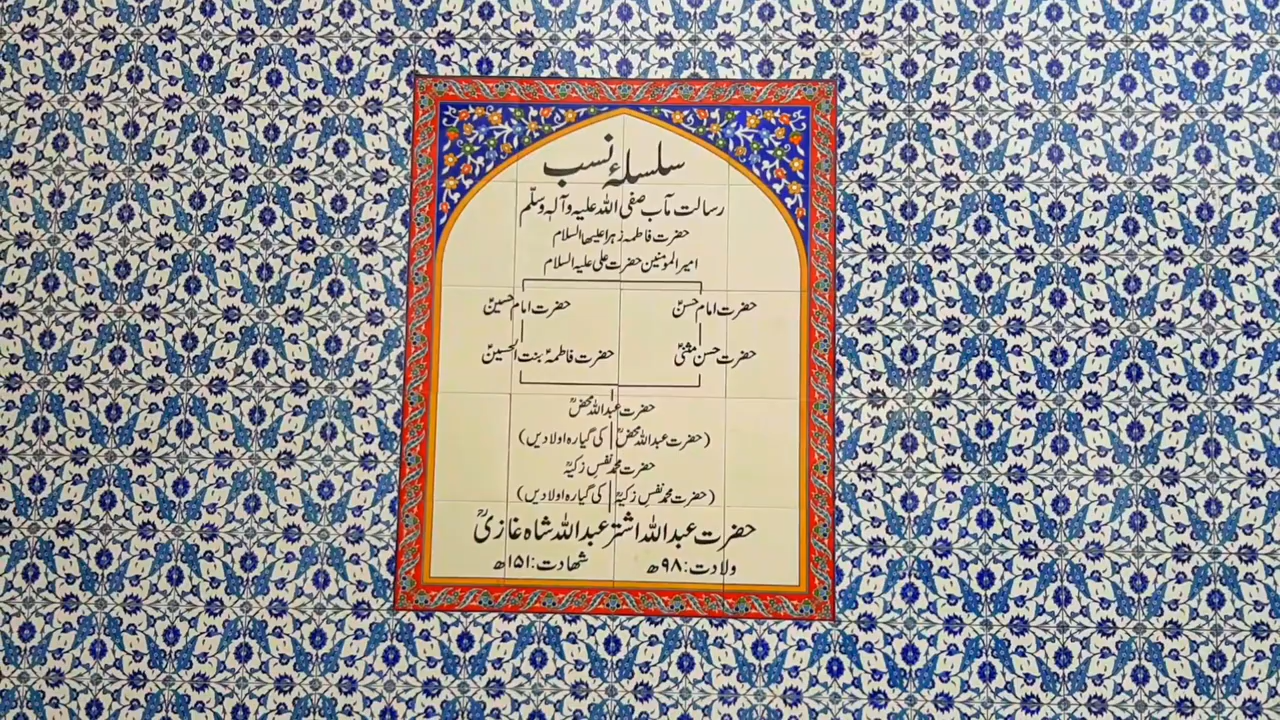 سلسلۂ نسب
رسالت مآب صلی اللہ علیہ وآلہ وسلّم
حضرت فاطمہ زہرا علیھا السلام
امیر المومنین حضرت علی علیہ السلام
حضرت امام حسنؑ حضرت امام حسینؑ
حضرت حسن مثنیٰؑ حضرت فاطمہؑ بنت الحسینؑ
حضرت عبداللہ محضؒ
(حضرت عبداللہ محضؒ کی گیارہ اولادیں)
حضرت محمد نفس زکیہؒ
(حضرت محمد نفسِ زکیہؒ کی گیارہ اولادیں)
حضرت عبداللہ اشتر عبداللہ شاہ غازیؒ
ولادت: ۹۸ھ شھادت: ۱۵۱ھ